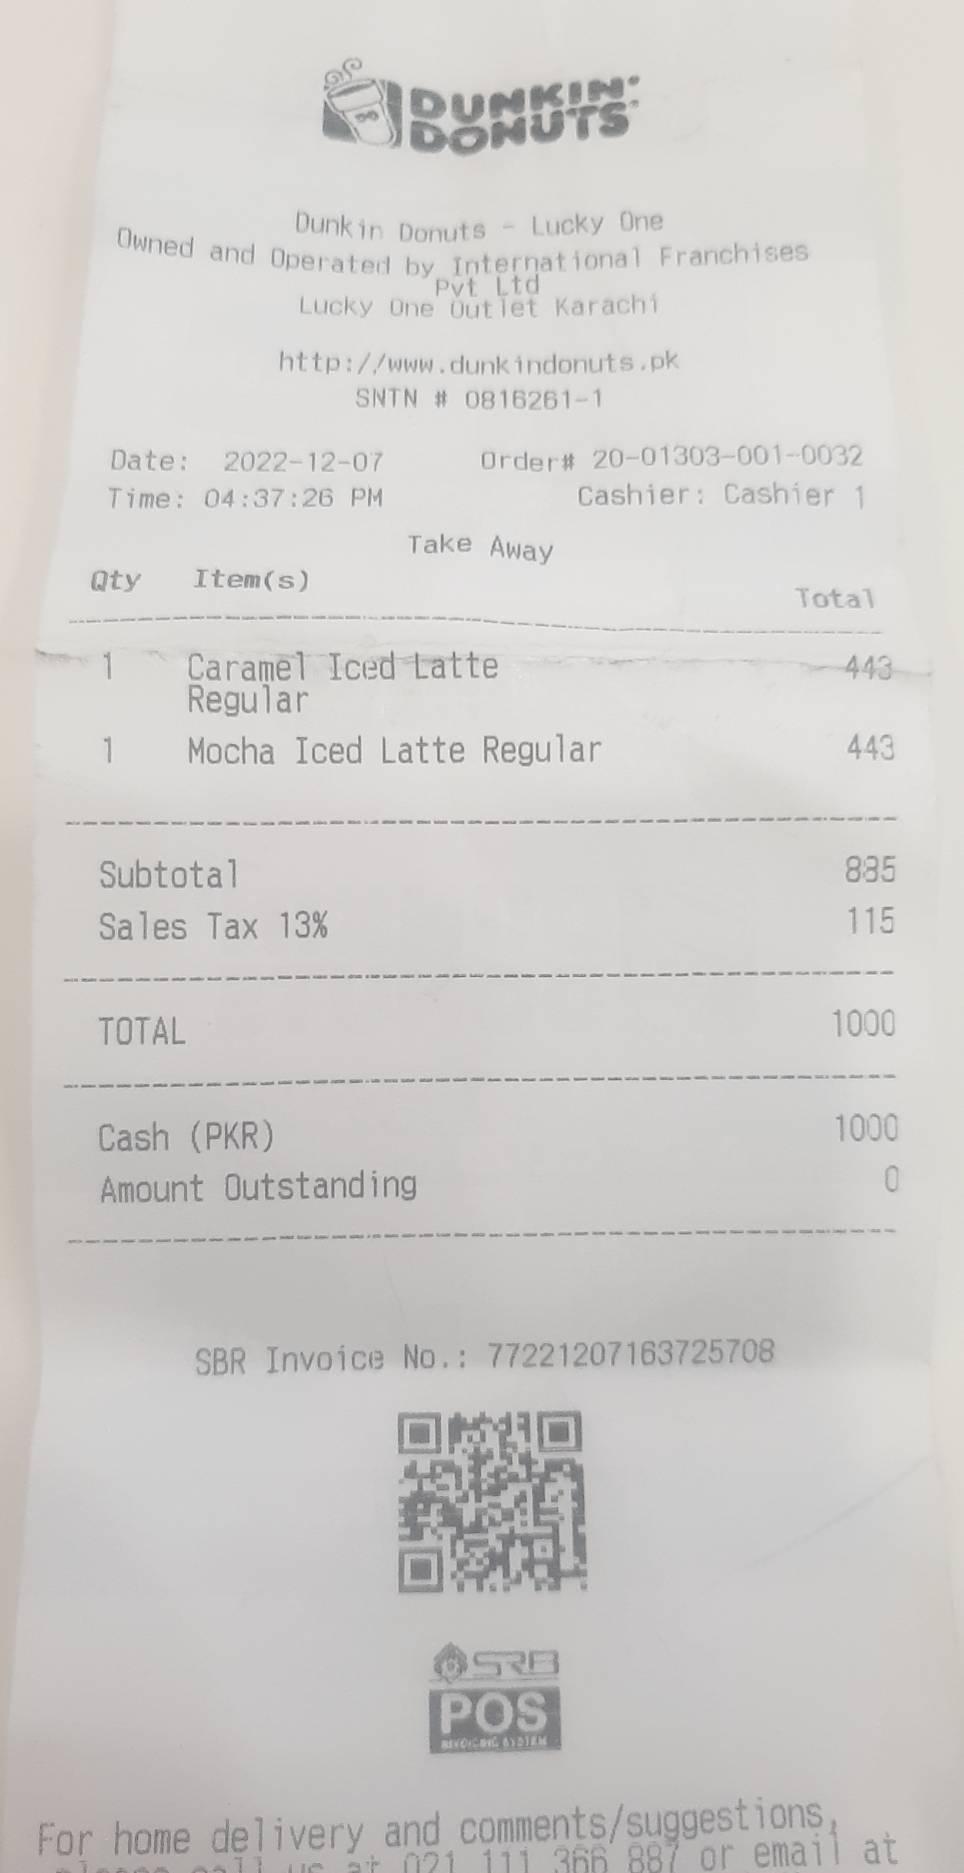 DUNKIN'
DONUTS
Dunkin Donuts - Lucky One
Owned and Operated by International Franchises
Pvt Ltd
Lucky One Outlet Karachi
http://www.dunkindonuts.pk
SNTN # 0816261-1
Date: 2022-12-07 Order# 20-01303-001-0032
Time: 04:37:26 PM Cashier: Cashier 1
Take Away
Qty Item(s) Total
1 Caramel Iced Latte 443
Regular
1 Mocha Iced Latte Regular 443
Subtotal 885
Sales Tax 13% 115
TOTAL 1000
Cash (PKR) 1000
Amount Outstanding 0
SBR Invoice No.: 77221207163725708
SRB
POS
INVOICING SYSTEM
For home delivery and comments/suggestions,
please call us at 021 111 366 887 or email at